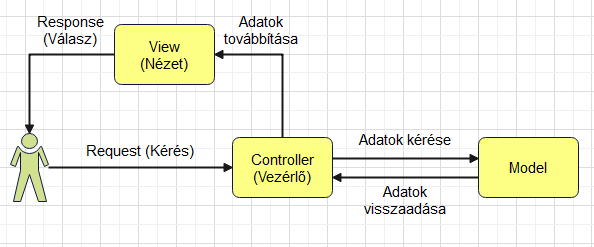 Response
(Válasz)
View
(Nézet)
Adatok
továbbítása
Request (Kérés)
Controller
(Vezérlő)
Adatok kérése
Adatok
visszaadása
Model